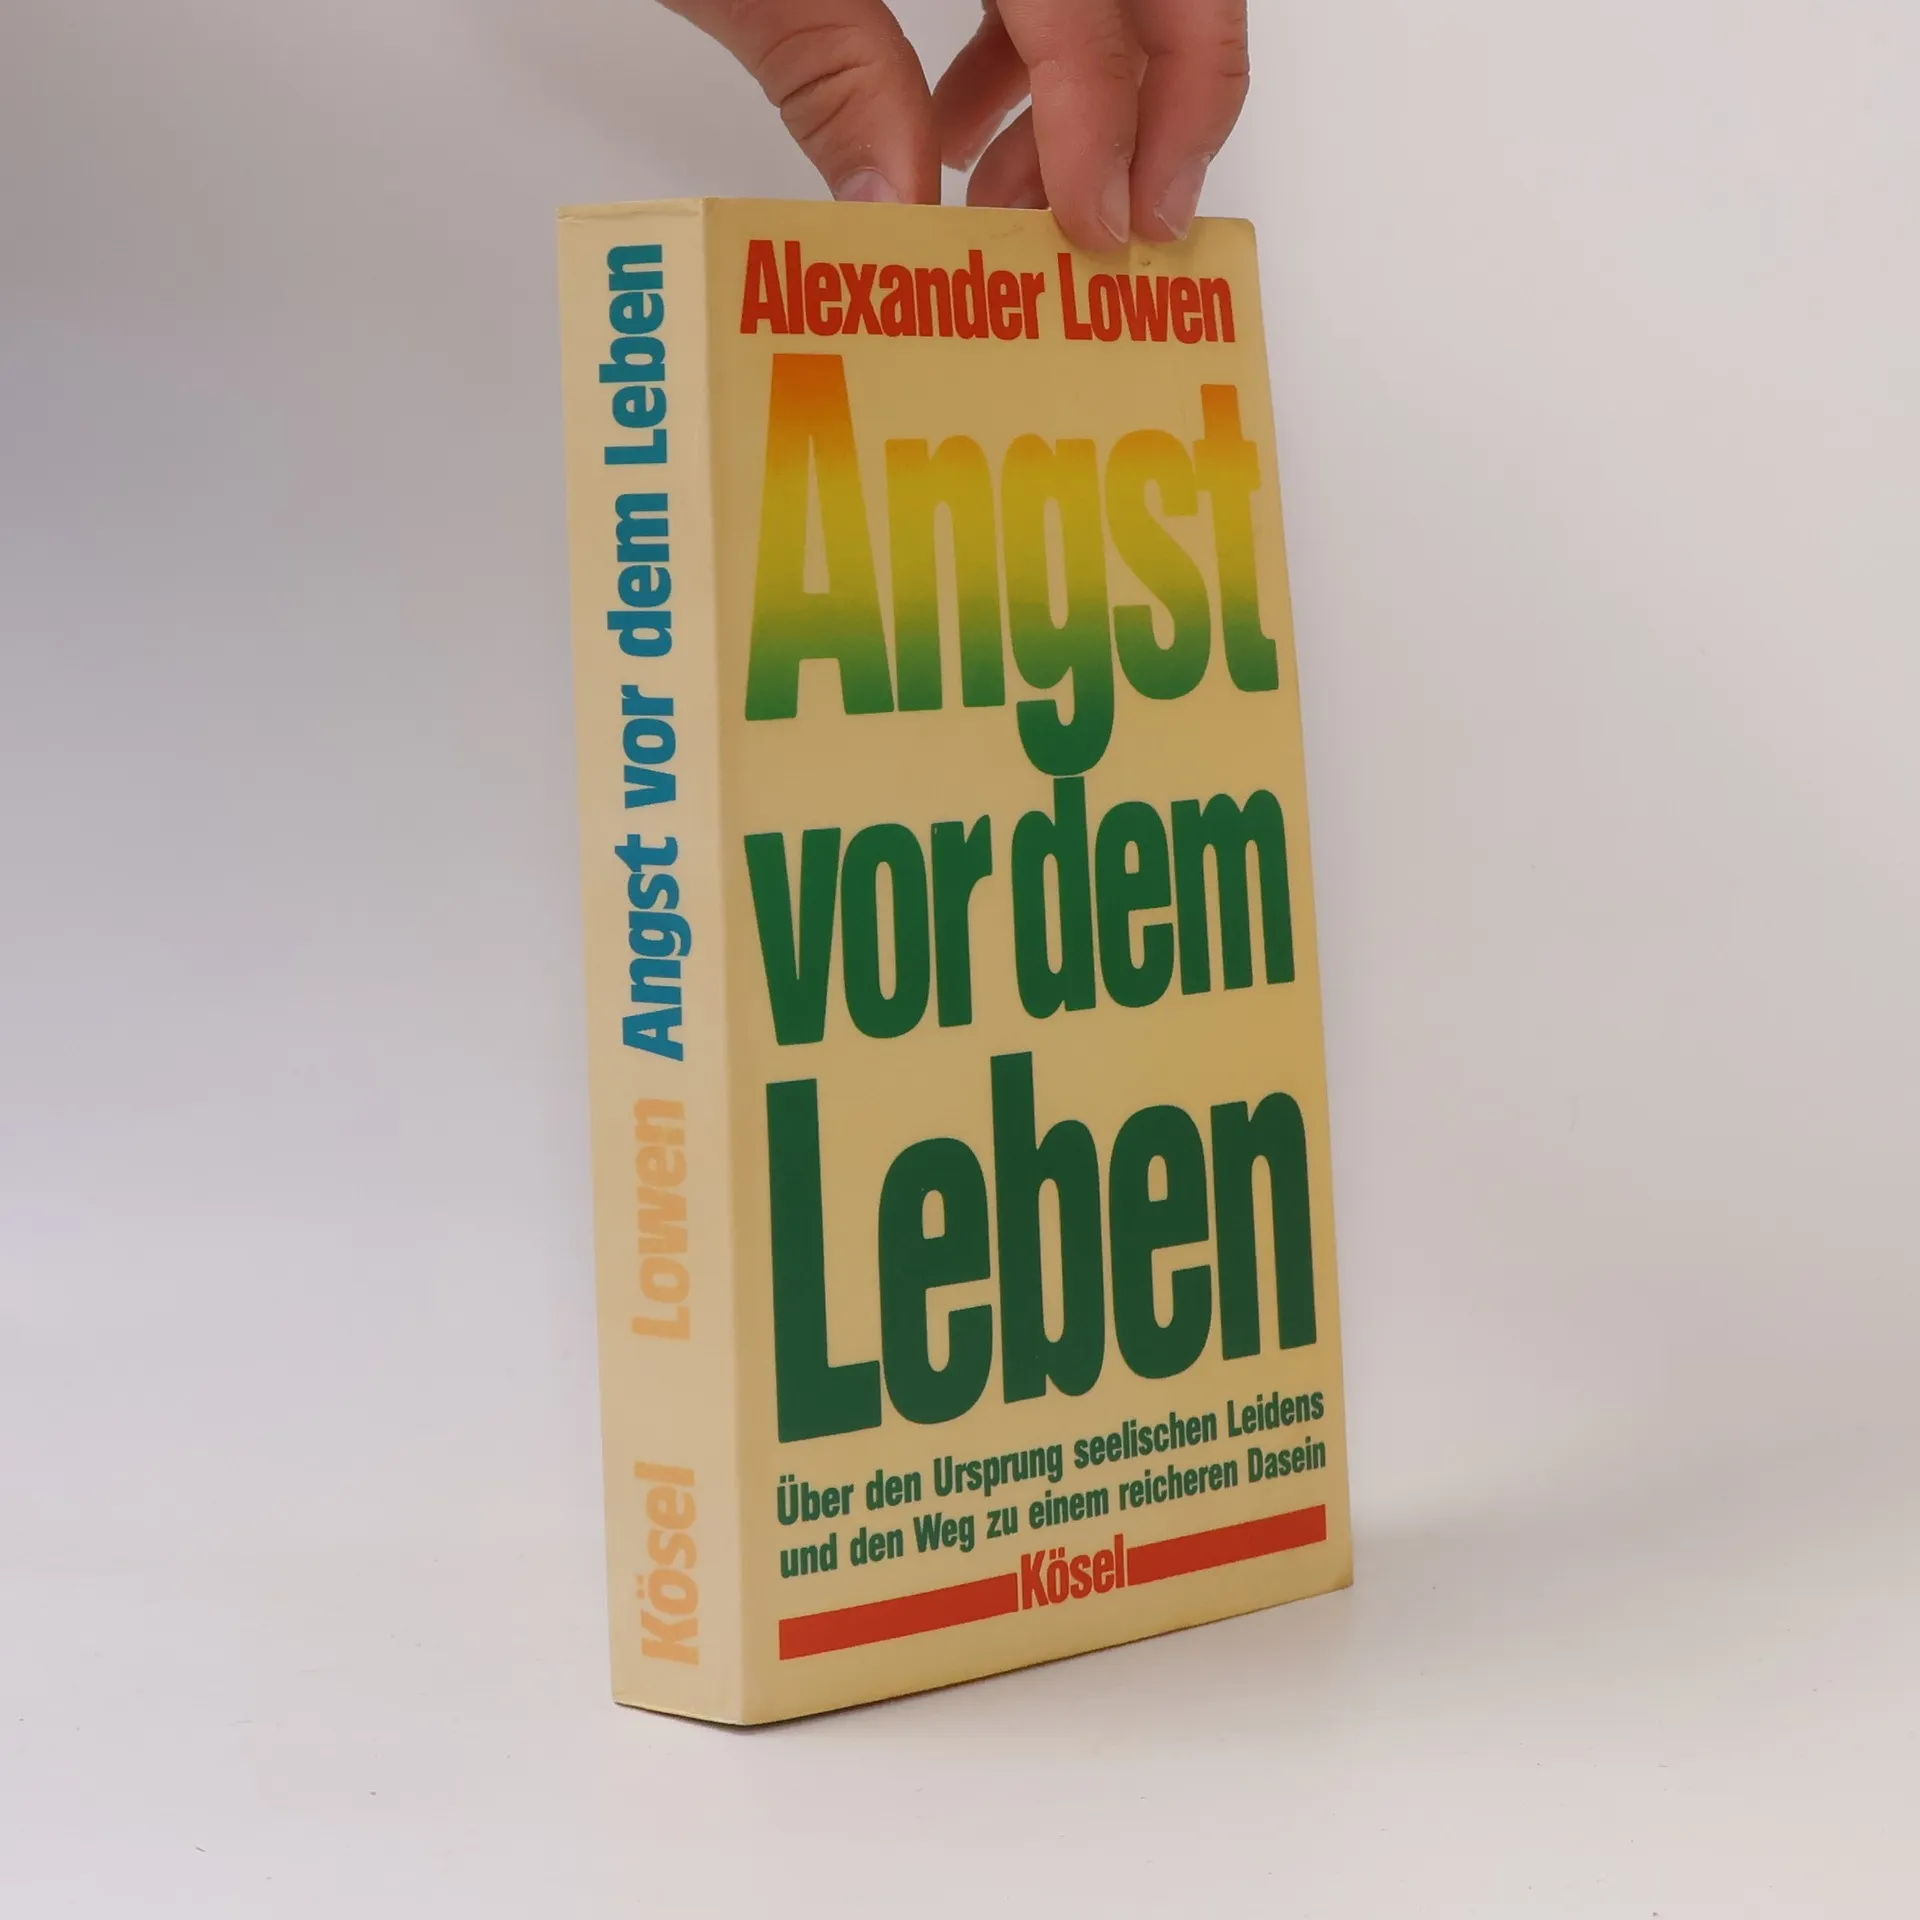 Angst vor dem Leben
Lowen
Kösel
Alexander Lowen
Angst
vor dem
Leben
Über den Ursprung seelischen Leidens
und den Weg zu einem reicheren Dasein
Kösel